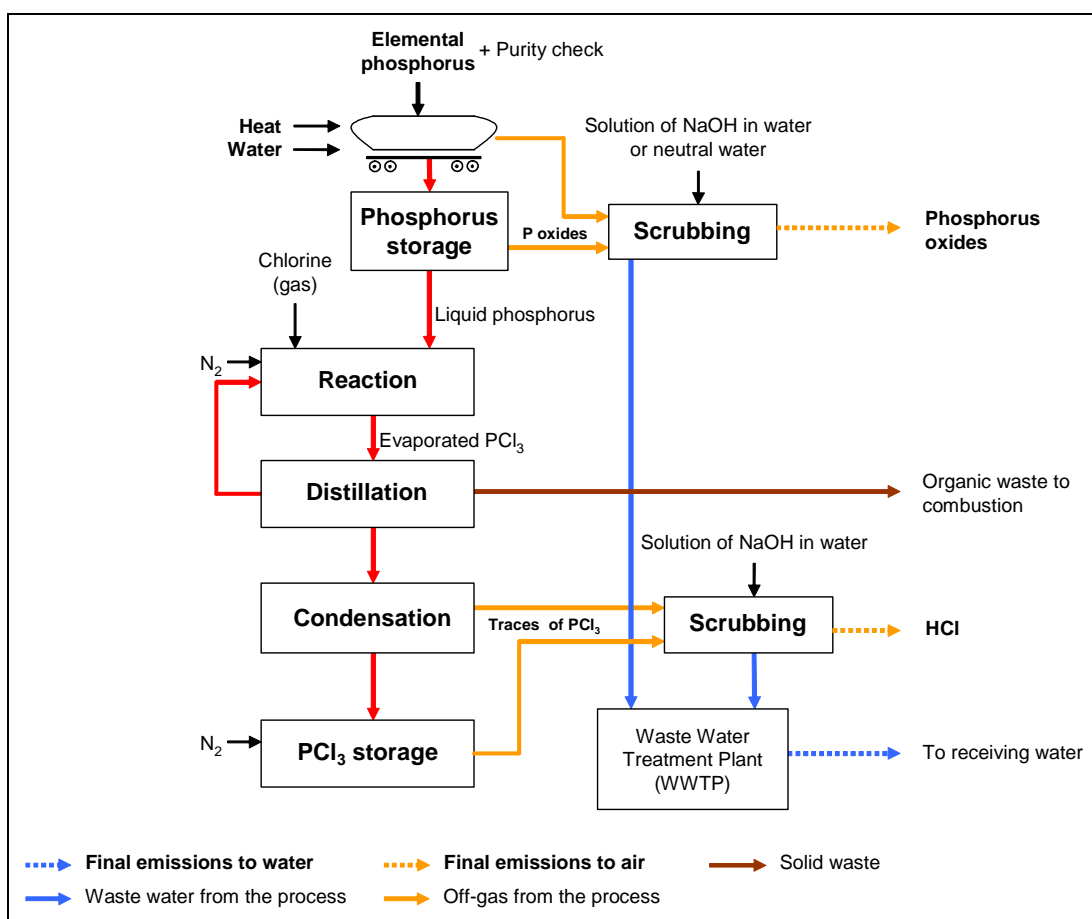 Elemental
phosphorus
+ Purity check
Heat
Water
Solution of NaOH in water
or neutral water
Phosphorus
storage
P oxides
Scrubbing
Phosphorus
oxides
Chlorine
(gas)
Liquid phosphorus
N2
Reaction
Evaporated PCl3
Distillation
Organic waste to
combustion
Solution of NaOH in water
Condensation
Traces of PCl3
Scrubbing
HCl
N2
PCl3 storage
Waste Water
Treatment Plant
(WWTP)
To receiving water
Final emissions to water
Final emissions to air
Solid waste
Waste water from the process
Off-gas from the process